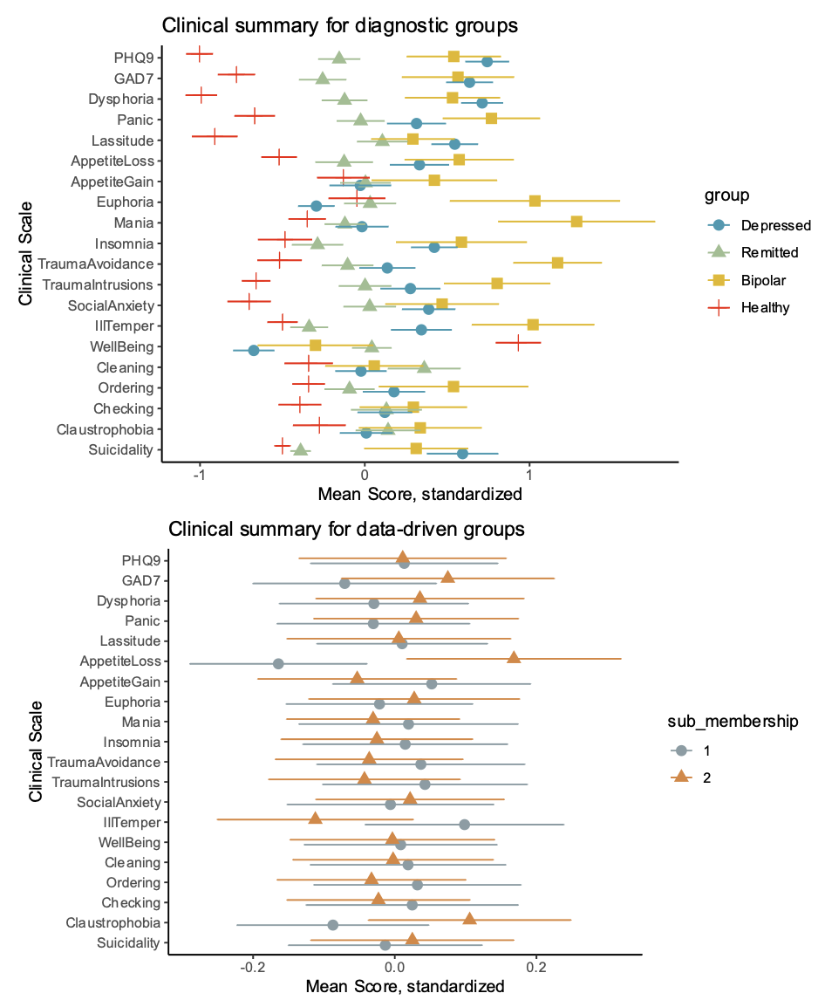 Clinical summary for diagnostic groups
PHQ9
GAD7
Dysphoria
Panic
Lassitude
AppetiteLoss
AppetiteGain
Euphoria
Mania
Insomnia
TraumaAvoidance
TraumaIntrusions
SocialAnxiety
IllTemper
WellBeing
Cleaning
Ordering
Checking
Claustrophobia
Suicidality
Clinical Scale
-1 0 1
Mean Score, standardized
group
Depressed
Remitted
Bipolar
Healthy
Clinical summary for data-driven groups
PHQ9
GAD7
Dysphoria
Panic
Lassitude
AppetiteLoss
AppetiteGain
Euphoria
Mania
Insomnia
TraumaAvoidance
TraumaIntrusions
SocialAnxiety
IllTemper
WellBeing
Cleaning
Ordering
Checking
Claustrophobia
Suicidality
Clinical Scale
-0.2 0.0 0.2
Mean Score, standardized
sub_membership
1
2